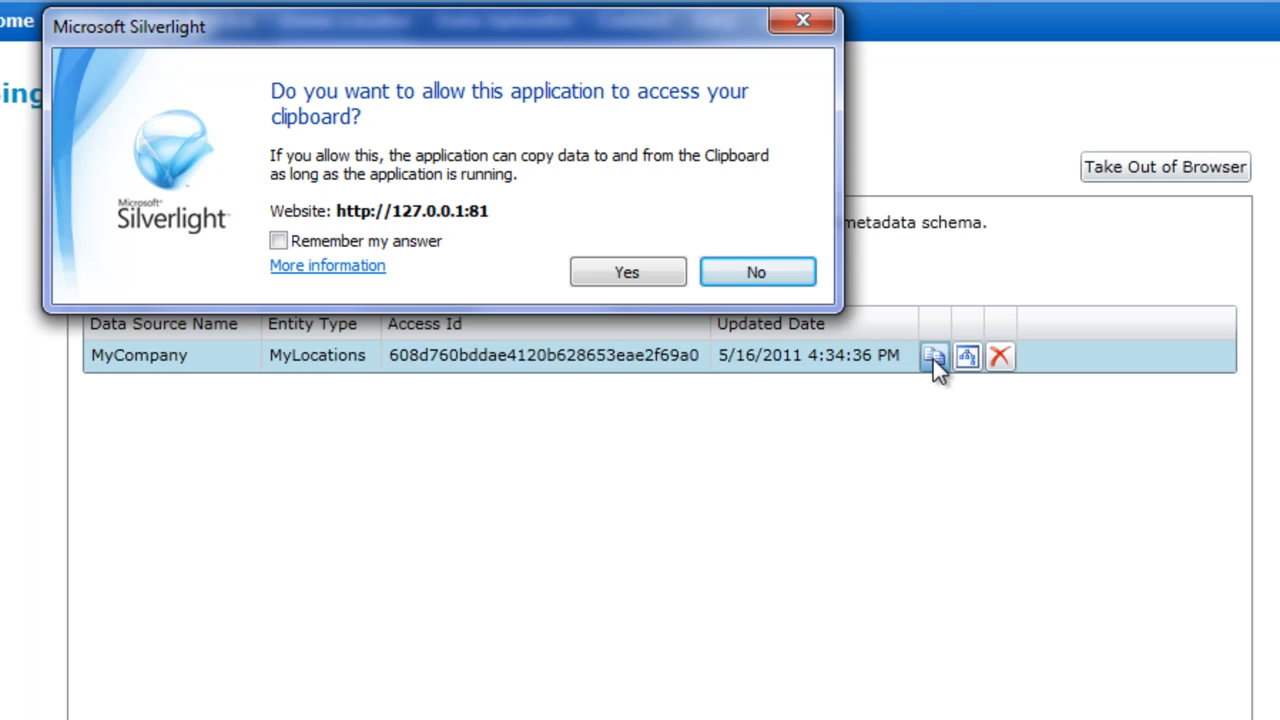 ome
Microsoft Silverlight
ing
Do you want to allow this application to access your
clipboard?
If you allow this, the application can copy data to and from the Clipboard
as long as the application is running.
Microsoft®
Silverlight™
Website: http://127.0.0.1:81
Remember my answer
More information
Yes No
Take Out of Browser
metadata schema.
Data Source Name Entity Type Access Id Updated Date
MyCompany MyLocations 608d760bddae4120b628653eae2f69a0 5/16/2011 4:34:36 PM